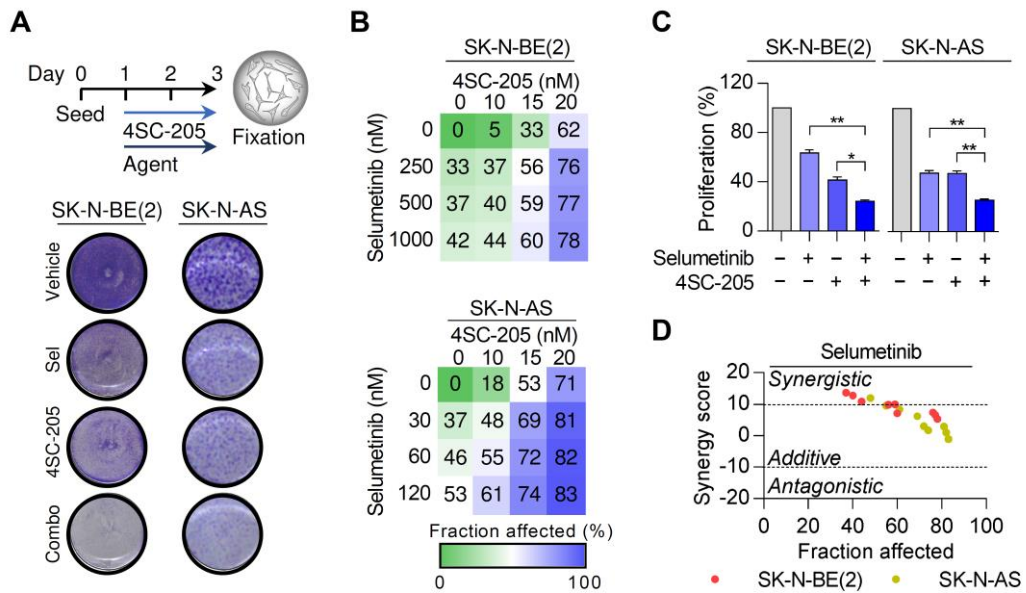 A
Day 0 1 2 3
Seed
4SC-205
Agent
Fixation
SK-N-BE(2) SK-N-AS
Vehicle
Sel
4SC-205
Combo
B
SK-N-BE(2)
4SC-205 (nM)
0 10 15 20
Selumetinib (nM)
0 0 5 33 62
250 33 37 56 76
500 37 40 59 77
1000 42 44 60 78
SK-N-AS
4SC-205 (nM)
0 10 15 20
Selumetinib (nM)
0 0 18 53 71
30 37 48 69 81
60 46 55 72 82
120 53 61 74 83
Fraction affected (%)
0 100
C
SK-N-BE(2) SK-N-AS
Proliferation (%)
120
80
40
0
** **
* **
Selumetinib − + − + − + − +
4SC-205 − − + + − − + +
D
Selumetinib
Synergy score
20
10
0
-10
-20
Synergistic
Additive
Antagonistic
0 20 40 60 80 100
Fraction affected
SK-N-BE(2) SK-N-AS